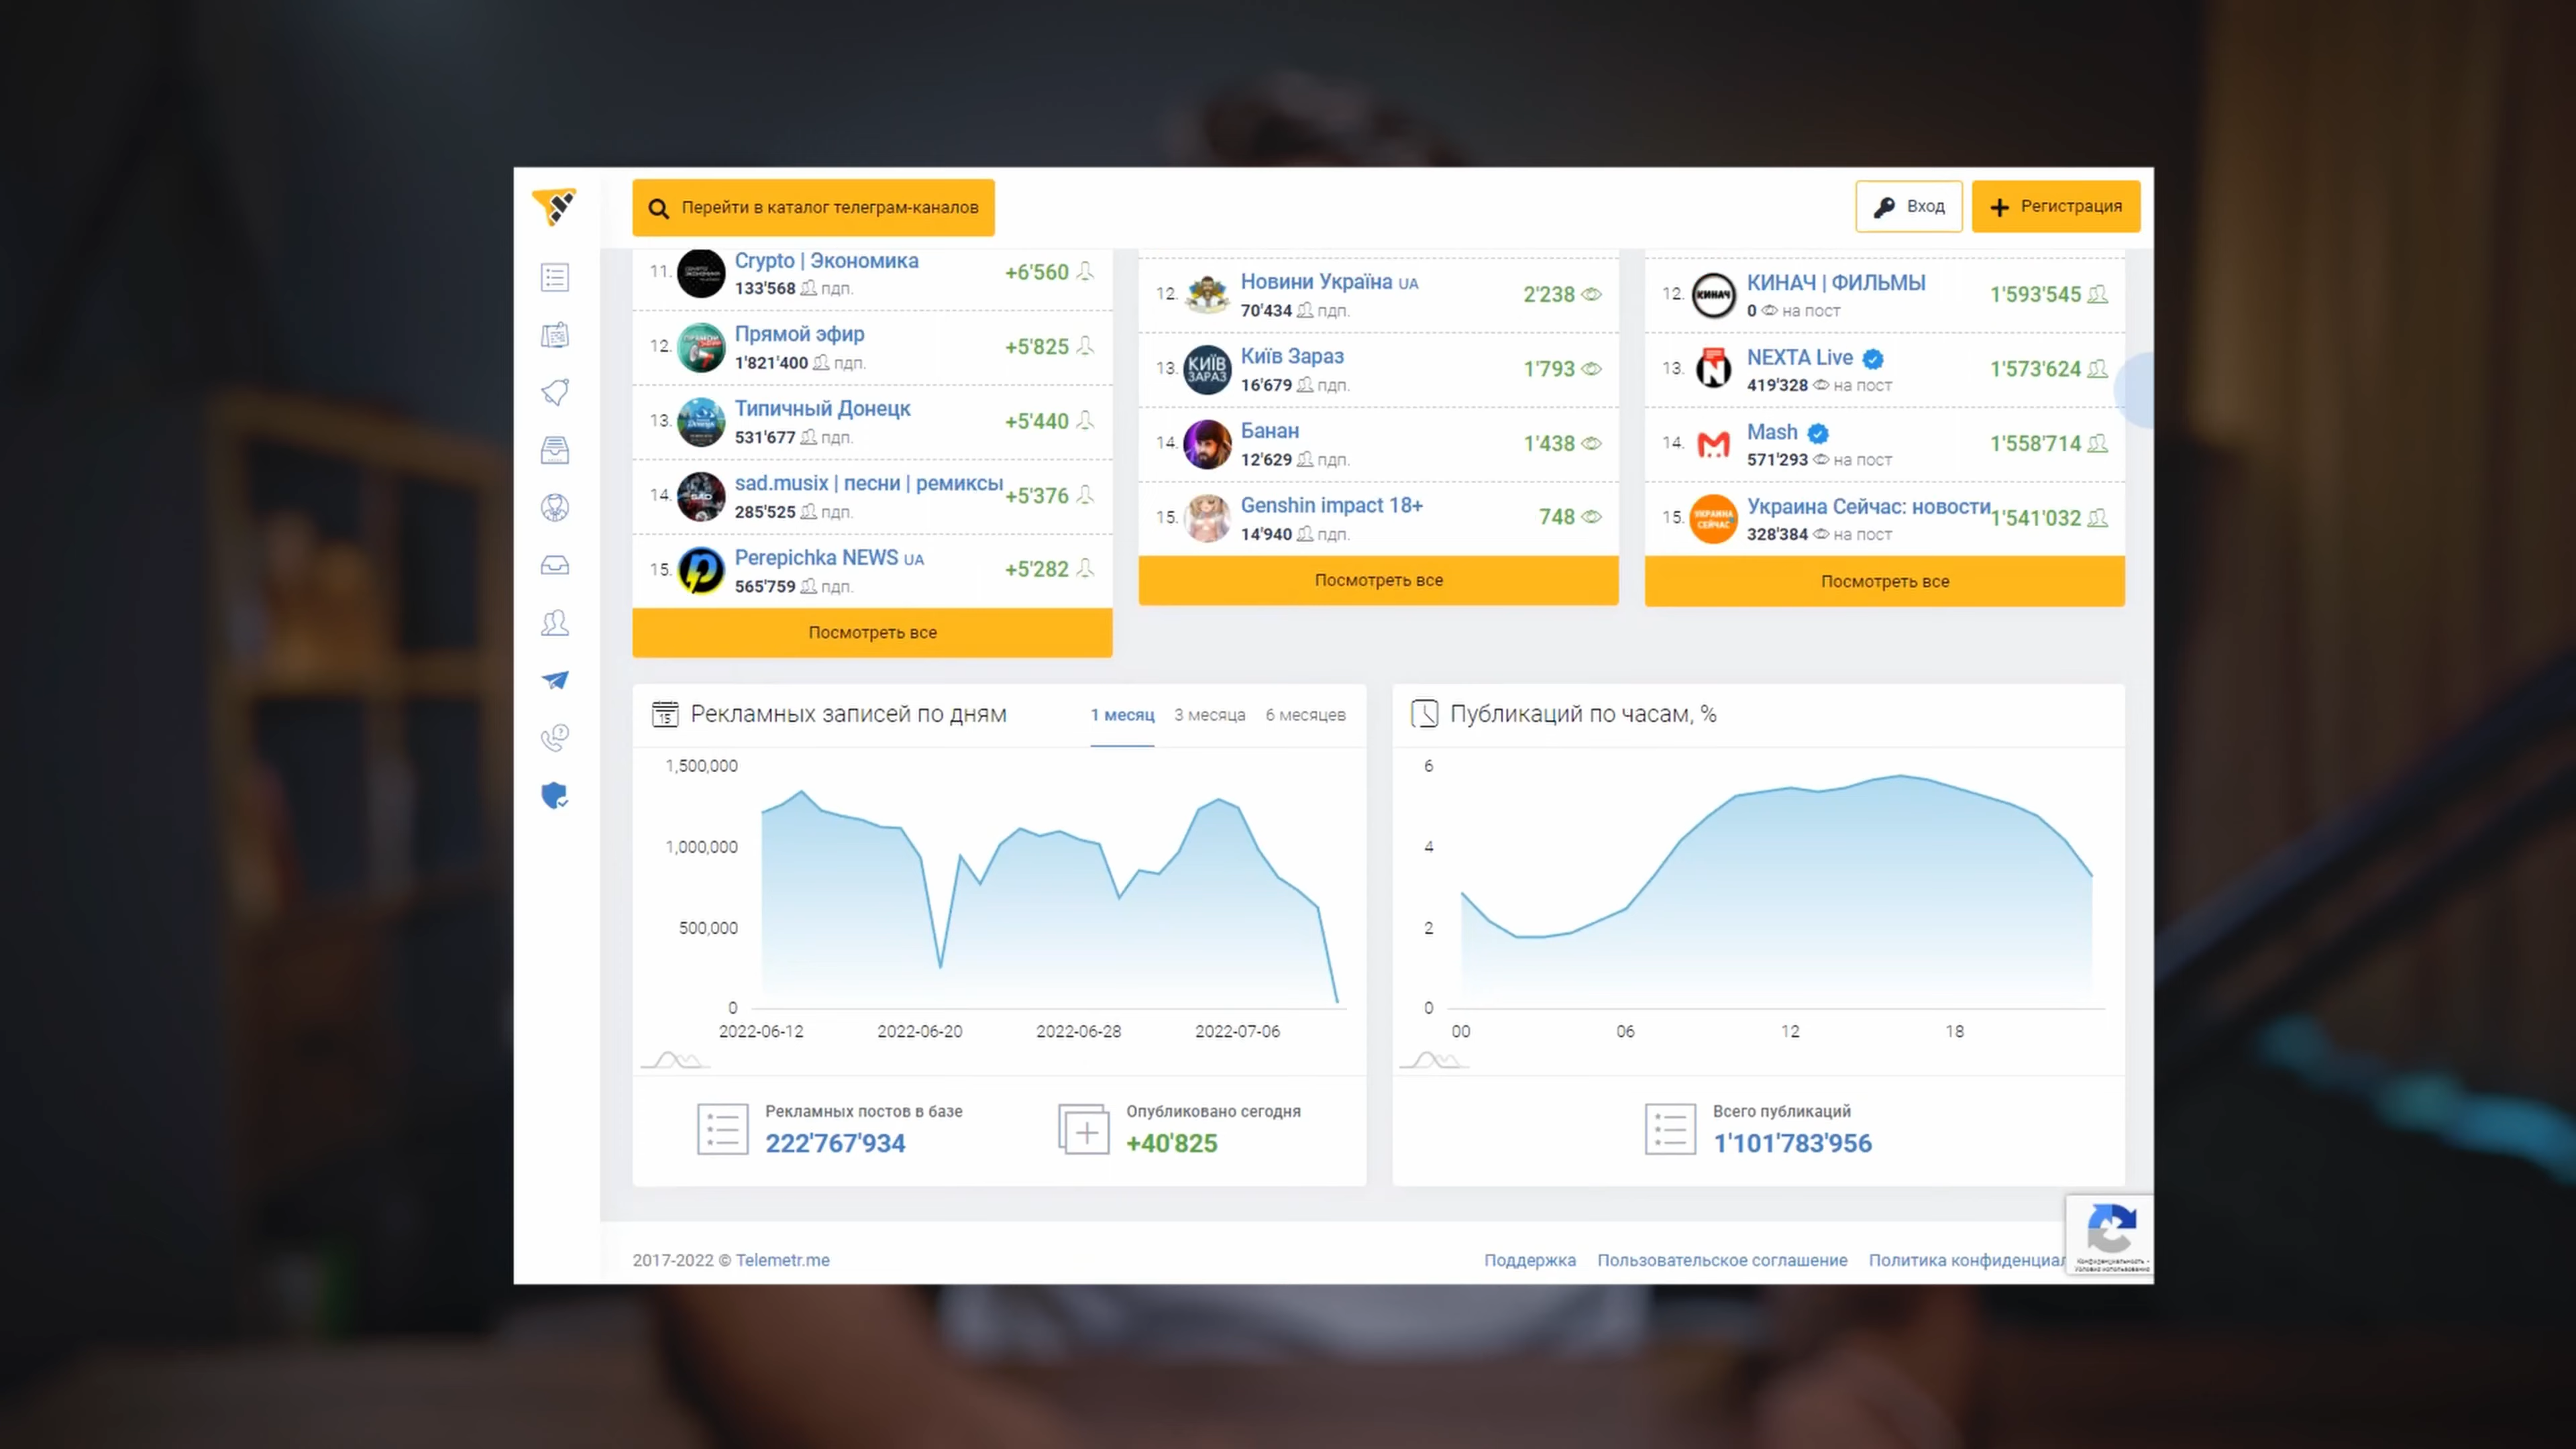 Перейти в каталог телеграм-каналов
Вход
Регистрация
11. Crypto | Экономика +6'560
133'568 пдп.
12. Прямой эфир +5'825
1'821'400 пдп.
13. Типичный Донецк +5'440
531'677 пдп.
14. sad.musix | песни | ремиксы +5'376
285'525 пдп.
15. Perepichka NEWS UA +5'282
565'759 пдп.
Посмотреть все
12. Новини Україна UA 2'238
70'434 пдп.
КИЇВ
ЗАРАЗ
13. Київ Зараз 1'793
16'679 пдп.
14. Банан 1'438
12'629 пдп.
15. Genshin impact 18+ 748
14'940 пдп.
Посмотреть все
КИНАЧ
12. КИНАЧ | ФИЛЬМЫ 1'593'545
0 на пост
13. NEXTA Live 1'573'624
419'328 на пост
14. Mash 1'558'714
571'293 на пост
УКРАИНА
СЕЙЧАС
15. Украина Сейчас: новости 1'541'032
328'384 на пост
Посмотреть все
15 Рекламных записей по дням 1 месяц 3 месяца 6 месяцев
1,500,000
1,000,000
500,000
0
2022-06-12 2022-06-20 2022-06-28 2022-07-06
Рекламных постов в базе
222'767'934
Опубликовано сегодня
+40'825
Публикаций по часам, %
6
4
2
0
00 06 12 18
Всего публикаций
1'101'783'956
2017-2022 © Telemetr.me
Поддержка Пользовательское соглашение Политика конфиденциал
Конфиденциальность -
Условия использования